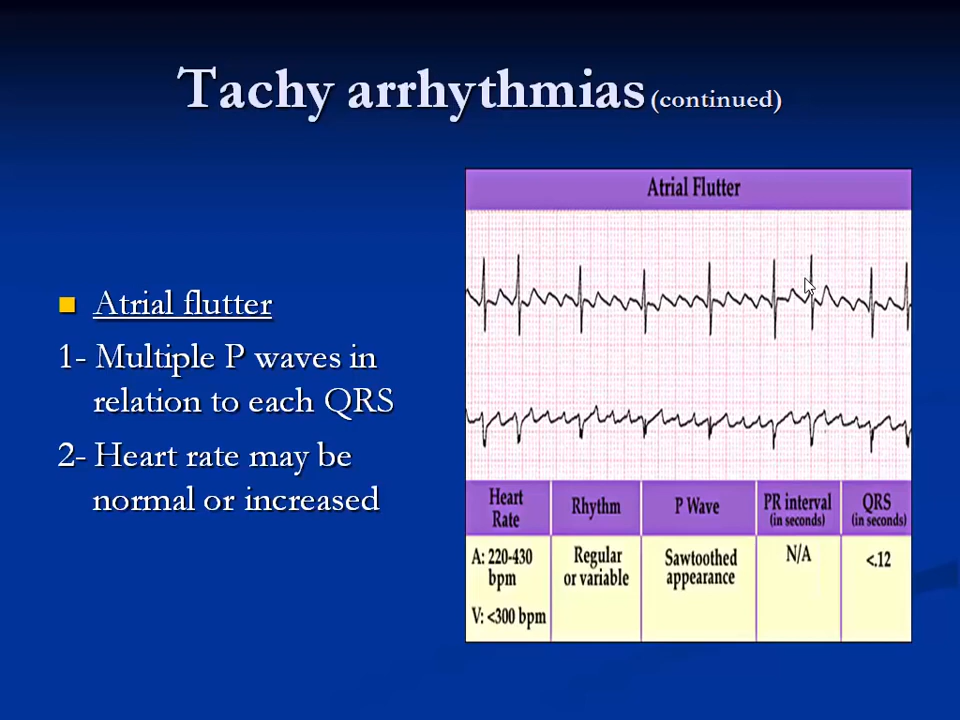 Tachy arrhythmias (continued)
Atrial flutter
1- Multiple P waves in
relation to each QRS
2- Heart rate may be
normal or increased
Atrial Flutter
Heart
Rate
Rhythm
P Wave
PR interval
(in seconds)
QRS
(in seconds)
A: 220-430
bpm
V: <300 bpm
Regular
or variable
Sawtoothed
appearance
N/A
<.12